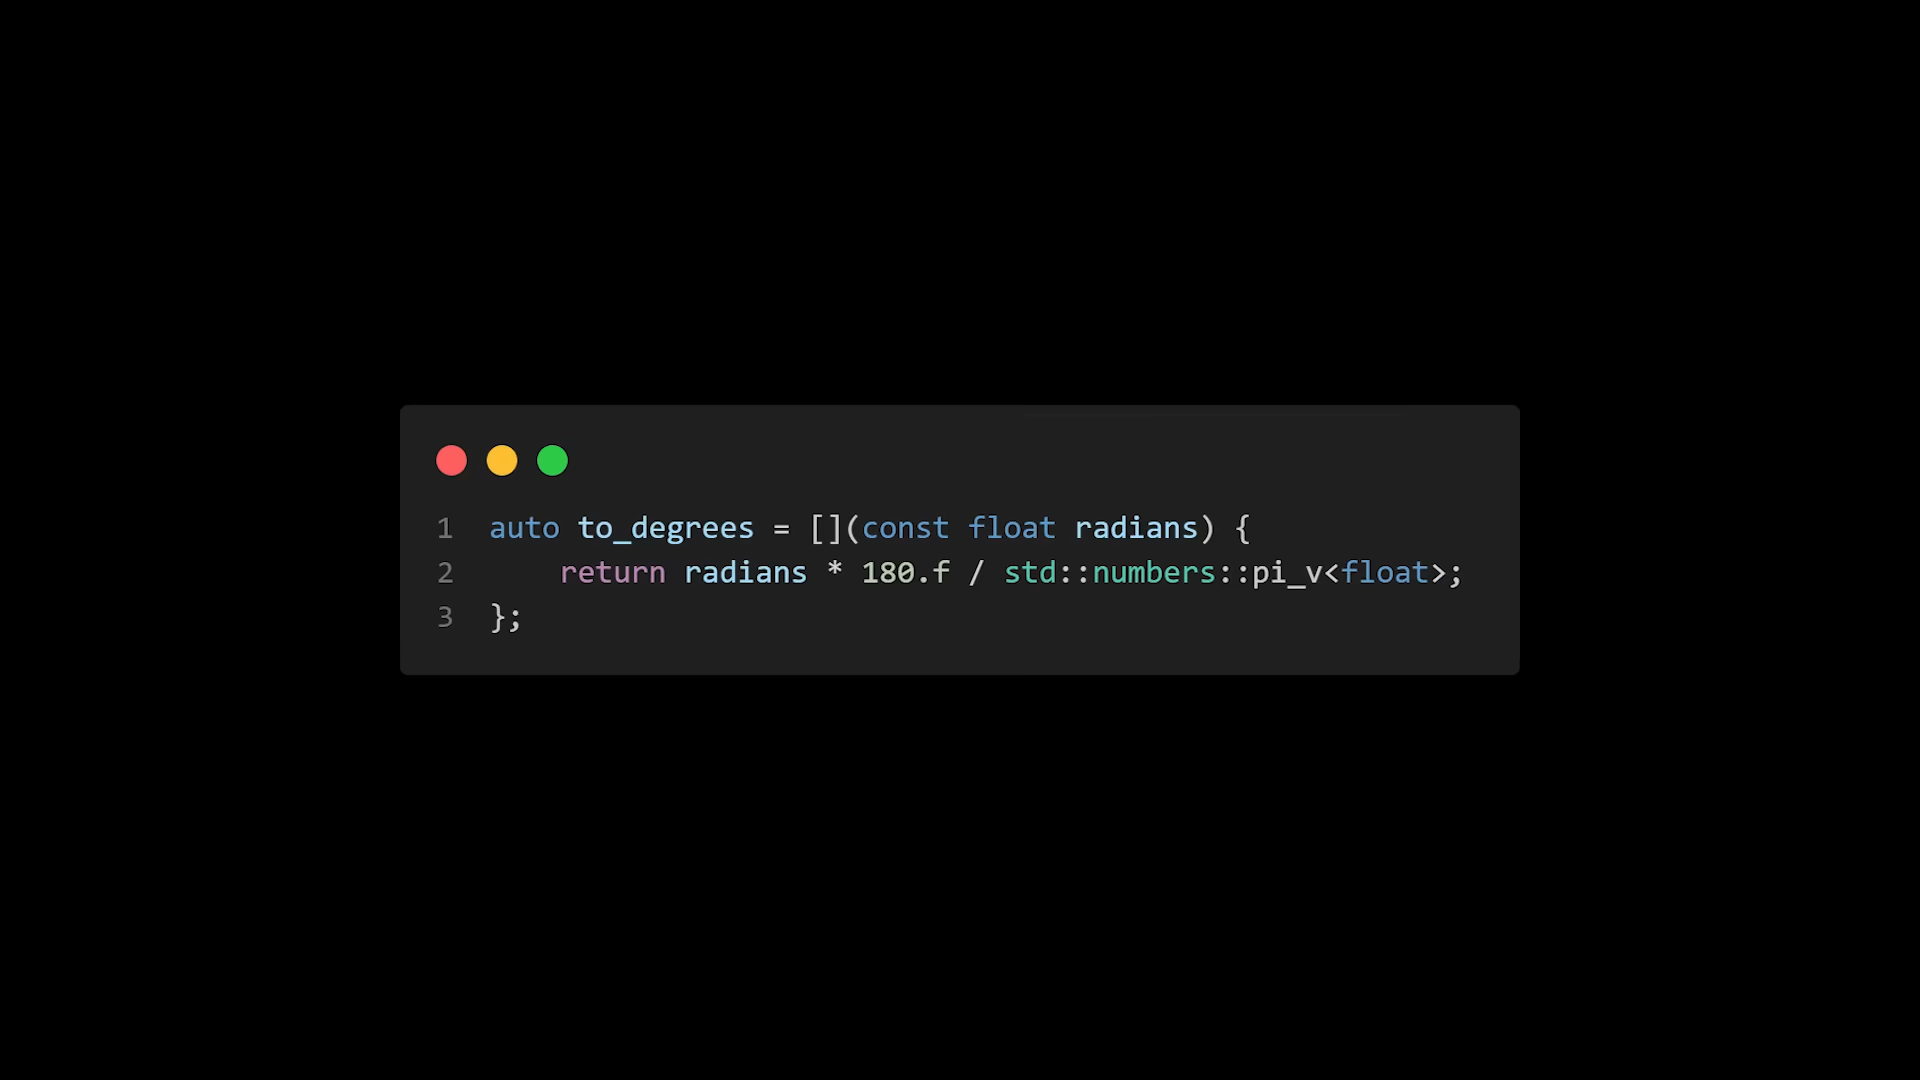 1 auto to_degrees = [](const float radians) {
2     return radians * 180.f / std::numbers::pi_v<float>;
3 };